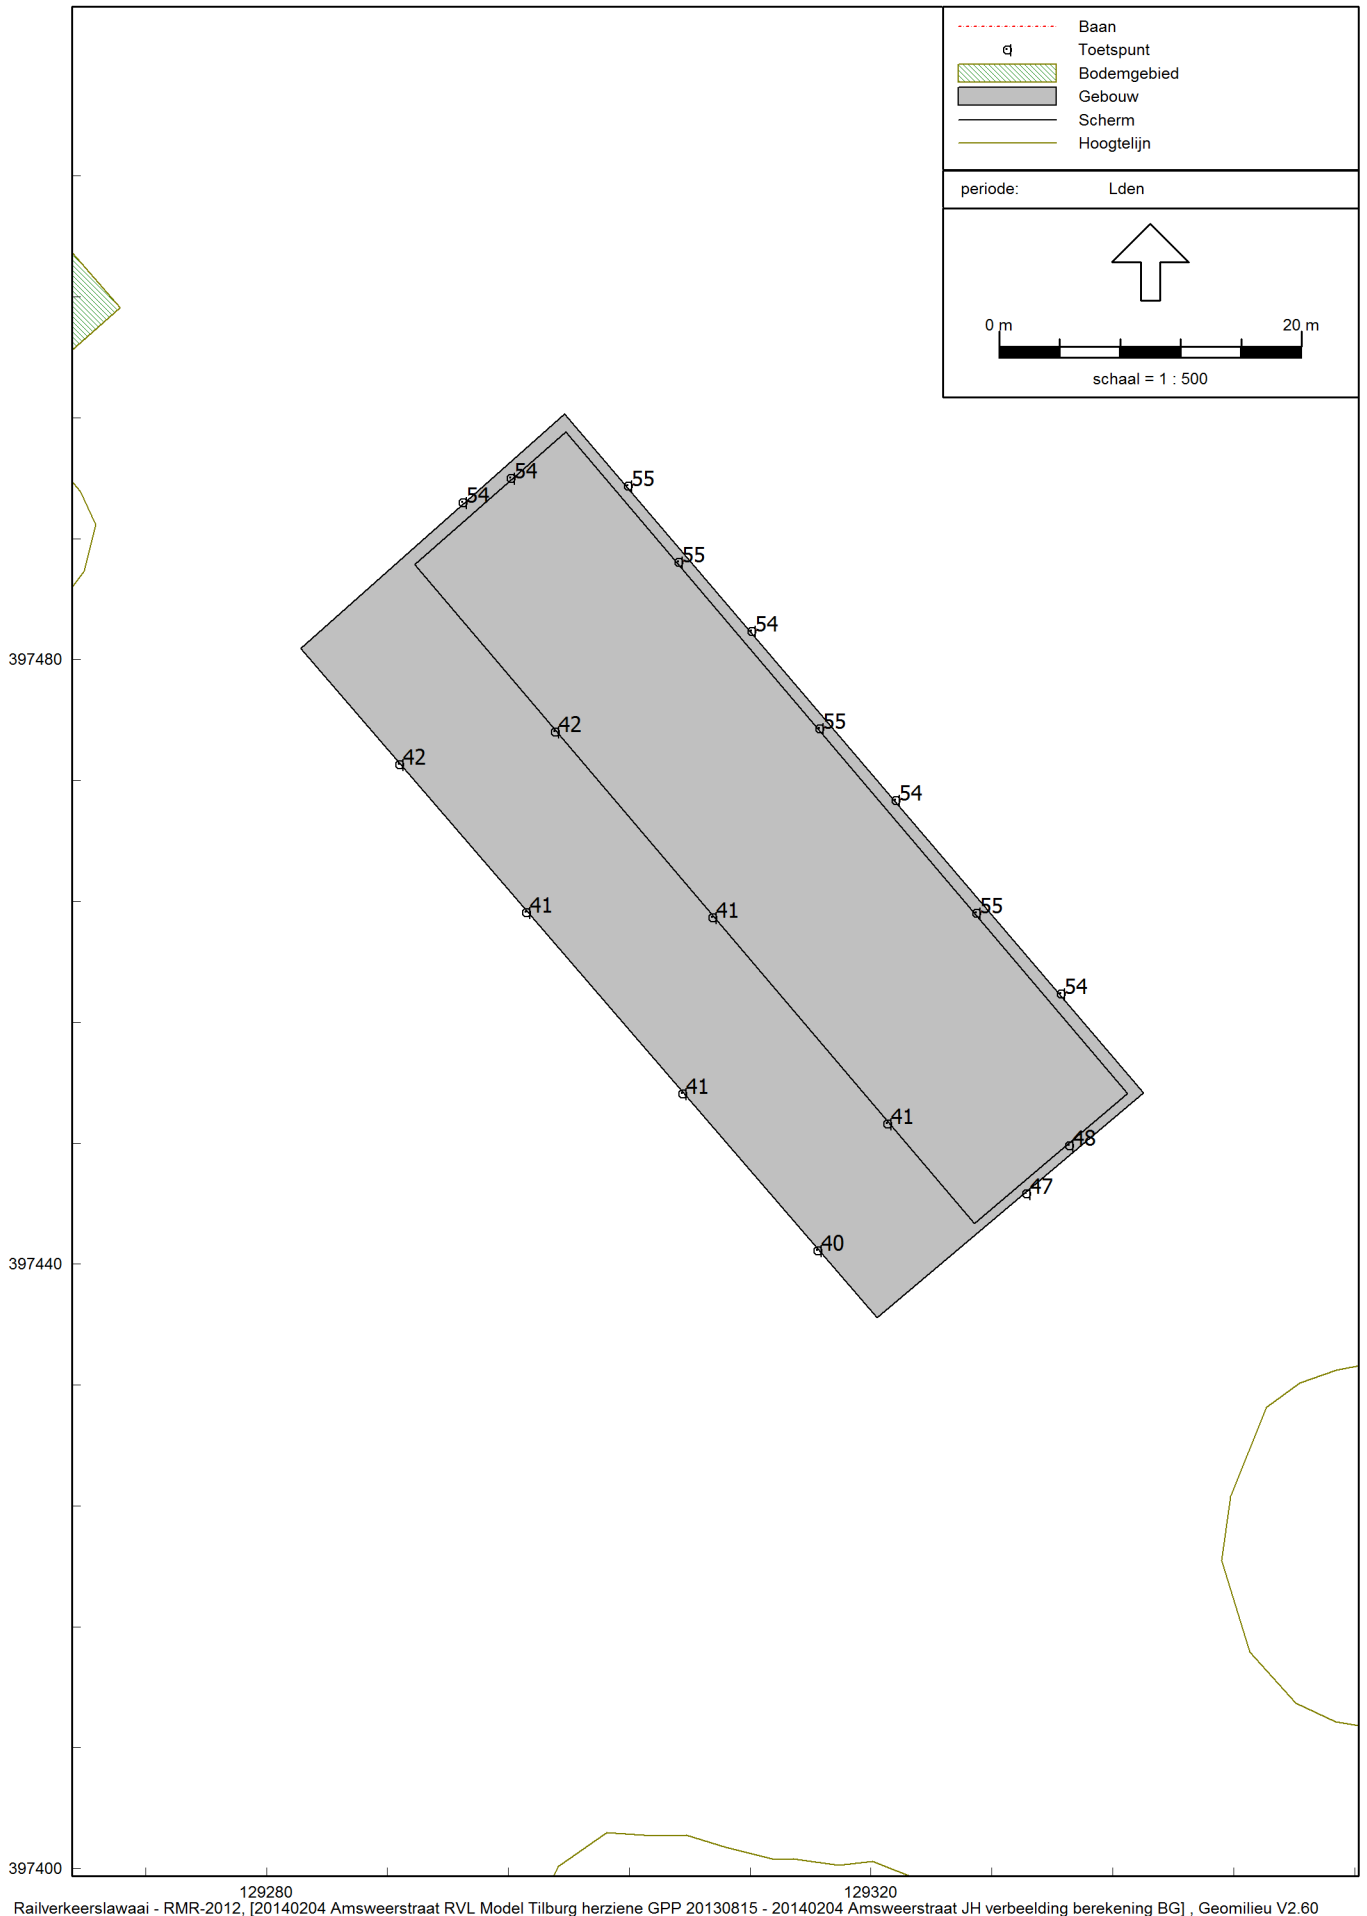 Baan
Toetspunt
Bodemgebied
Gebouw
Scherm
Hoogtelijn
periode: Lden
0 m 20 m
schaal = 1 : 500
54
54
55
55
54
55
54
55
54
42
42
41
41
41
41
40
48
47
397480
397440
397400
129280 129320
Railverkeerslawaai - RMR-2012, [20140204 Amsweerstraat RVL Model Tilburg herziene GPP 20130815 - 20140204 Amsweerstraat JH verbeelding berekening BG] , Geomilieu V2.60